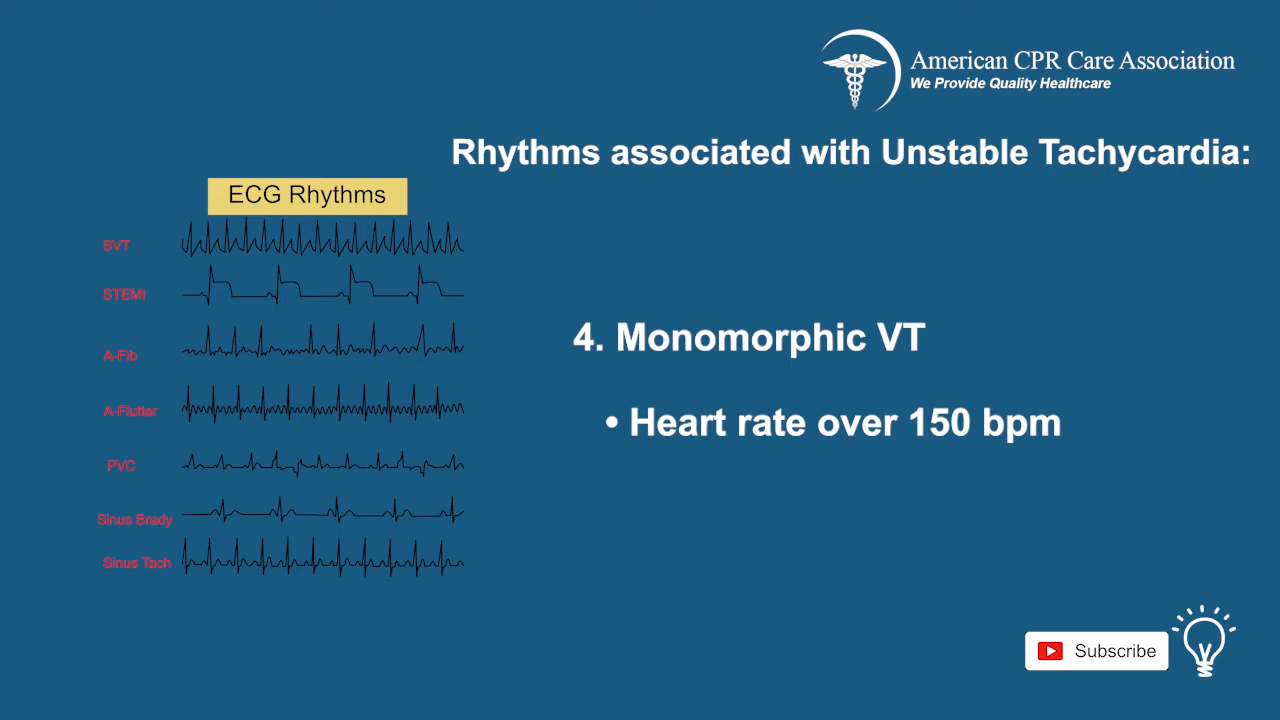 American CPR Care Association
We Provide Quality Healthcare
Rhythms associated with Unstable Tachycardia:
ECG Rhythms
SVT
STEMI
A-Fib
A-Flutter
PVC
Sinus Brady
Sinus Tach
4. Monomorphic VT
• Heart rate over 150 bpm
Subscribe